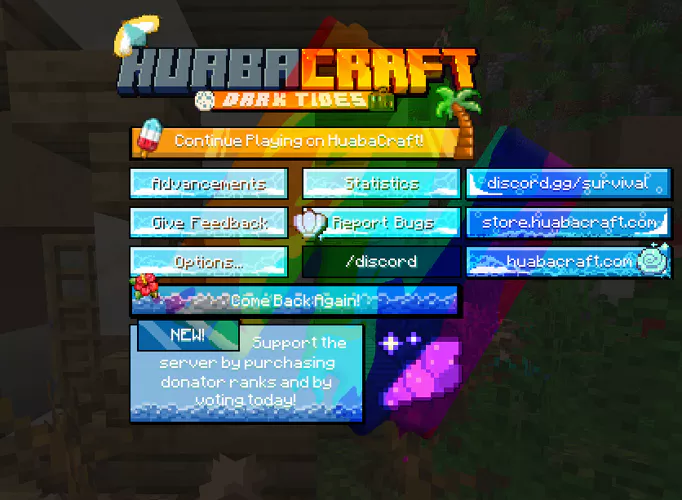 HUABACRAFT
DARK TIDES
Continue Playing on HuabaCraft!
Advancements
Statistics
discord.gg/survival
Give Feedback
Report Bugs
store.huabacraft.com
Options...
/discord
huabacraft.com
Come Back Again!
NEW!
Support the
server by purchasing
donator ranks and by
voting today!